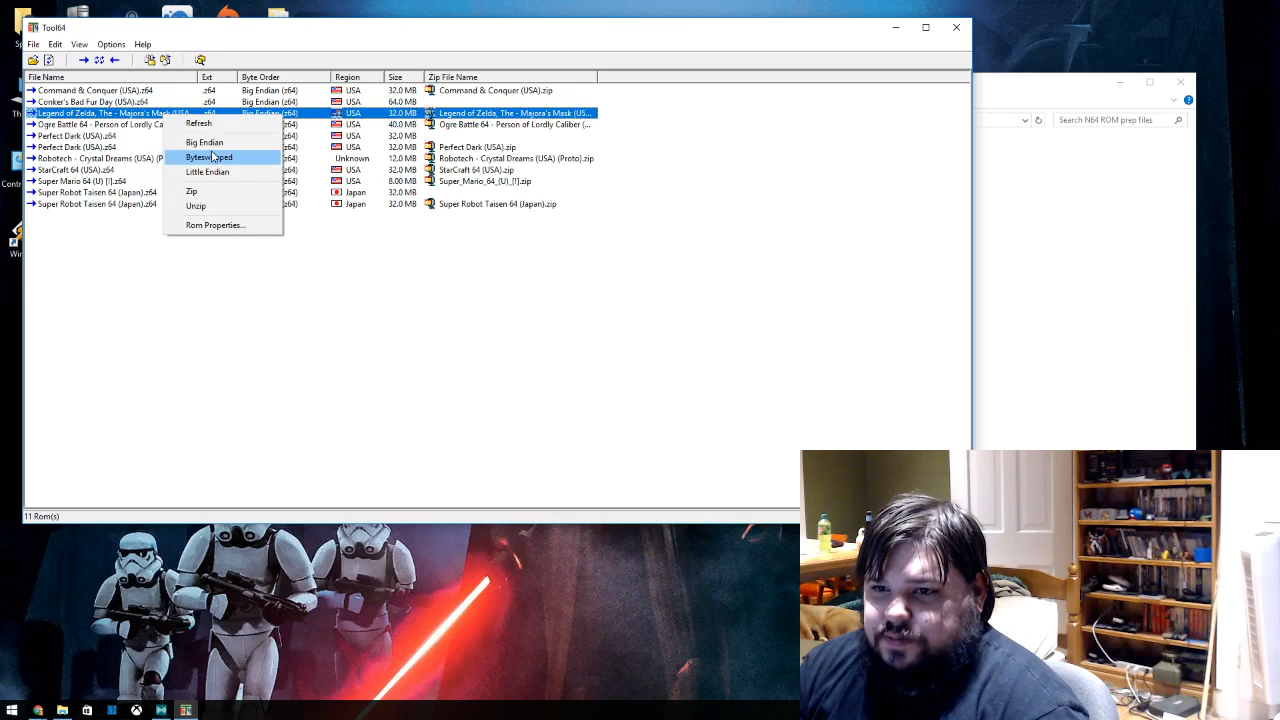 Tool64
File Edit View Options Help
File Name Ext Byte Order Region Size Zip File Name
Command & Conquer (USA).z64 .z64 Big Endian (z64) USA 32.0 MB Command & Conquer (USA).zip
Conker's Bad Fur Day (USA).z64 .z64 Big Endian (z64) USA 64.0 MB
Legend of Zelda, The - Majora's Mask (USA... .z64 Big Endian (z64) USA 32.0 MB Legend of Zelda, The - Majora's Mask (US...
Ogre Battle 64 - Person of Lordly Ca (z64) USA 40.0 MB Ogre Battle 64 - Person of Lordly Caliber (...
Perfect Dark (USA).z64 (z64) USA 32.0 MB
Perfect Dark (USA).z64 (z64) USA 32.0 MB Perfect Dark (USA).zip
Robotech - Crystal Dreams (USA) (P (z64) Unknown 12.0 MB Robotech - Crystal Dreams (USA) (Proto).zip
StarCraft 64 (USA).z64 (z64) USA 32.0 MB StarCraft 64 (USA).zip
Super Mario 64 (U) [!].z64 (z64) USA 8.00 MB Super_Mario_64_(U)_[!].zip
Super Robot Taisen 64 (Japan).z64 (z64) Japan 32.0 MB
Super Robot Taisen 64 (Japan).z64 (z64) Japan 32.0 MB Super Robot Taisen 64 (Japan).zip
Refresh
Big Endian
Byteswapped
Little Endian
Zip
Unzip
Rom Properties...
11 Rom(s)
Search N64 ROM prep files